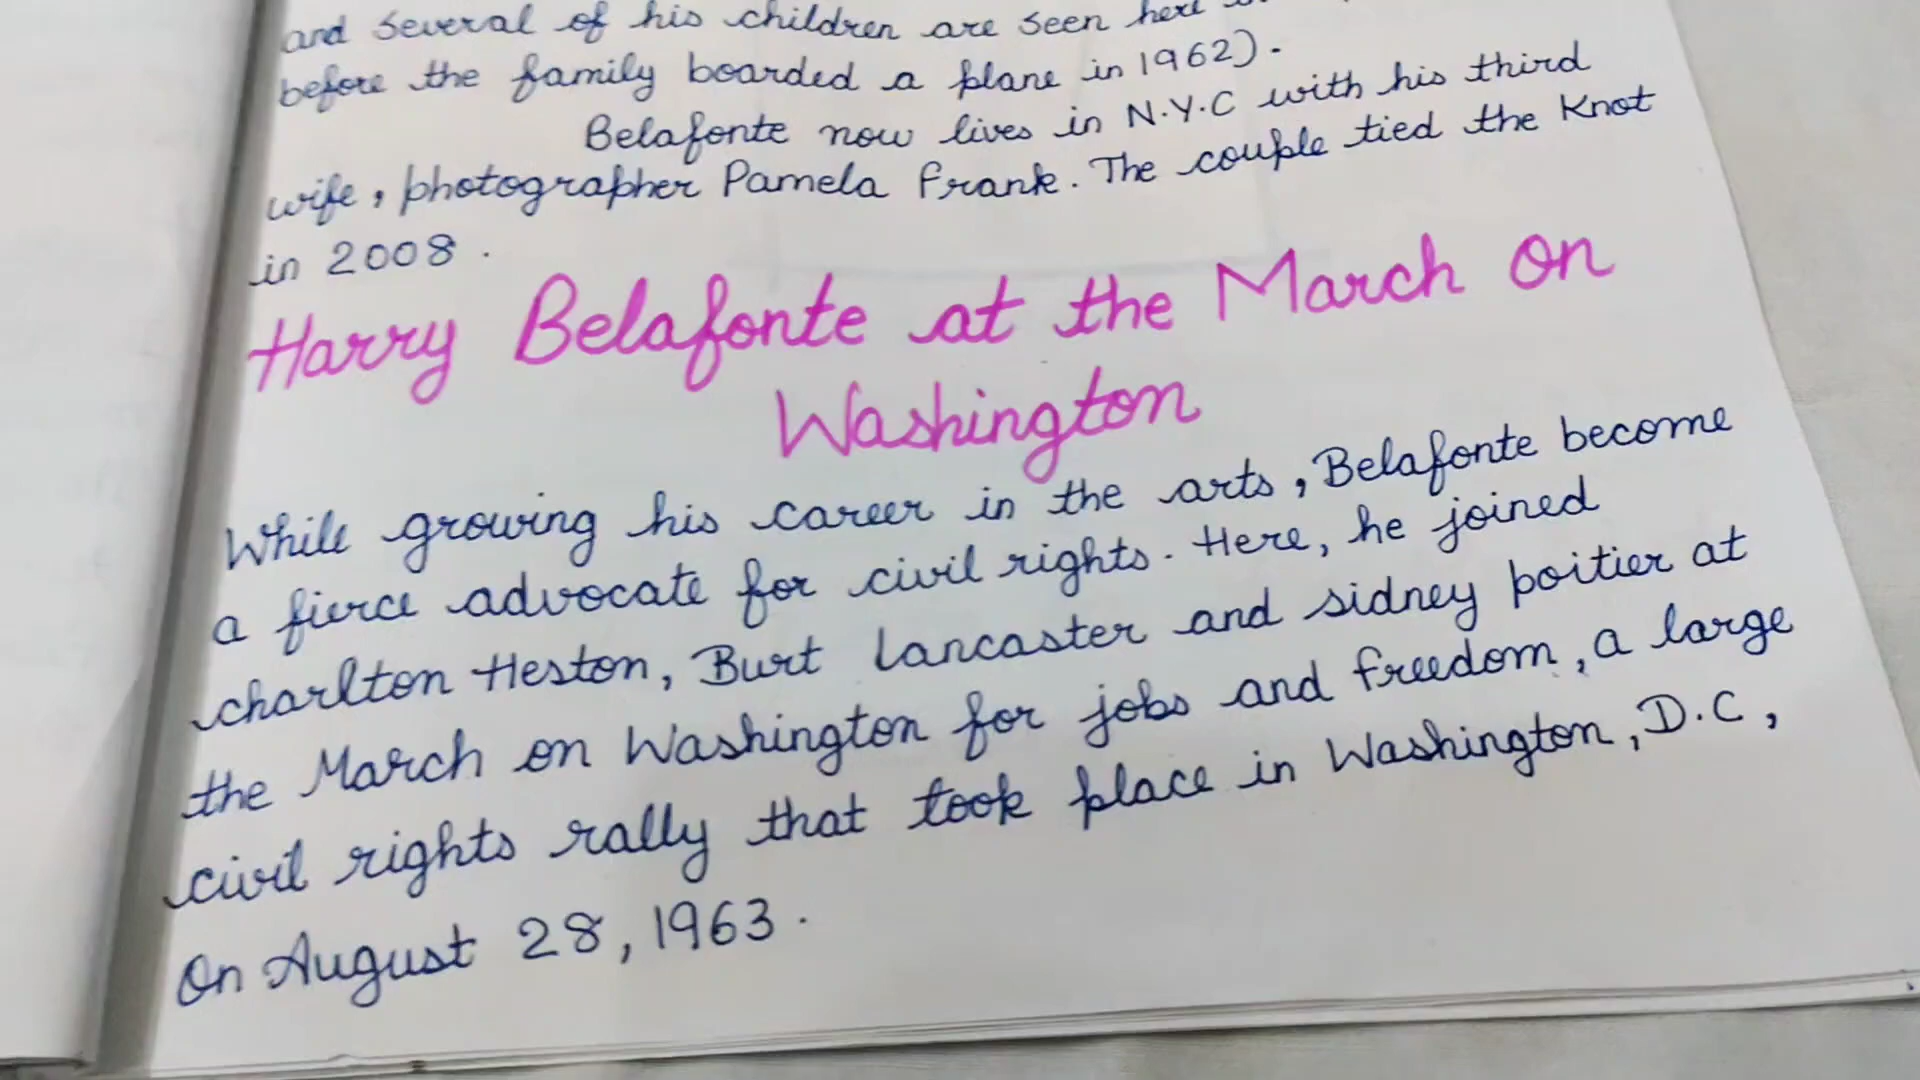 and several of his children are seen here
before the family boarded a plane in 1962).
Belafonte now lives in N.Y.C with his third
wife, photographer Pamela Frank. The couple tied the Knot
in 2008.
Harry Belafonte at the March on
Washington
While growing his career in the arts, Belafonte become
a fierce advocate for civil rights. Here, he joined
charlton Heston, Burt Lancaster and sidney poitier at
the March on Washington for jobs and freedom, a large
civil rights rally that took place in Washington, D.C,
On August 28, 1963.